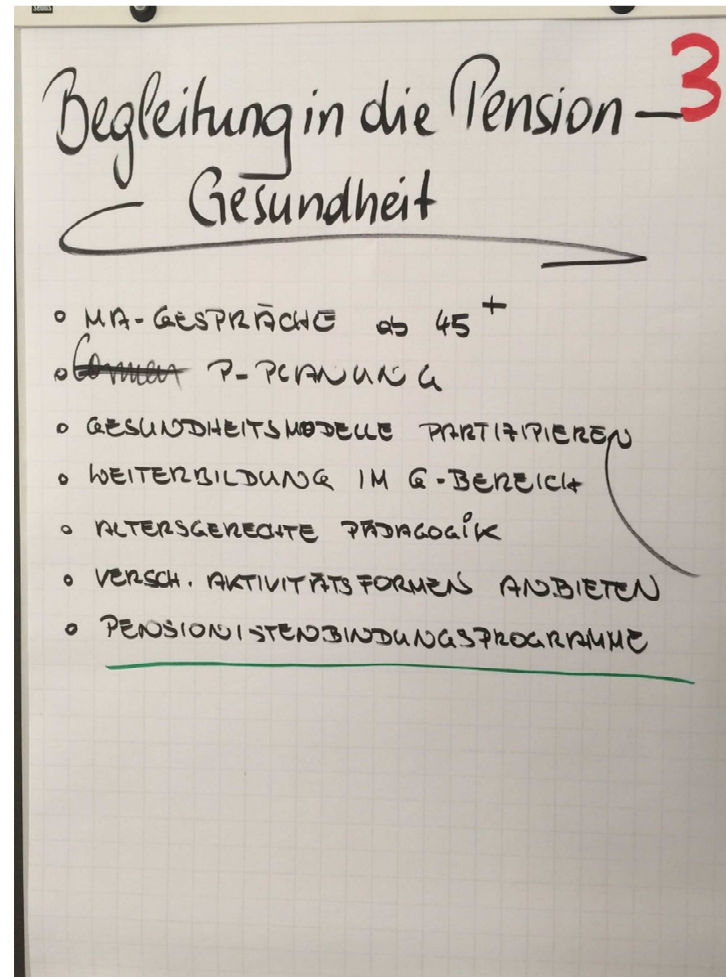 3
Begleitung in die Pension –
Gesundheit
• MA-GESPRÄCHE ab 45+
• P-PLANUNG
• GESUNDHEITSMODELLE PARTIZIPIEREN
• WEITERBILDUNG IM G-BEREICH
• ALTERSGERECHTE PÄDAGOGIK
• VERSCH. AKTIVITÄTSFORMEN ANBIETEN
• PENSIONISTENBINDUNGSPROGRAMME